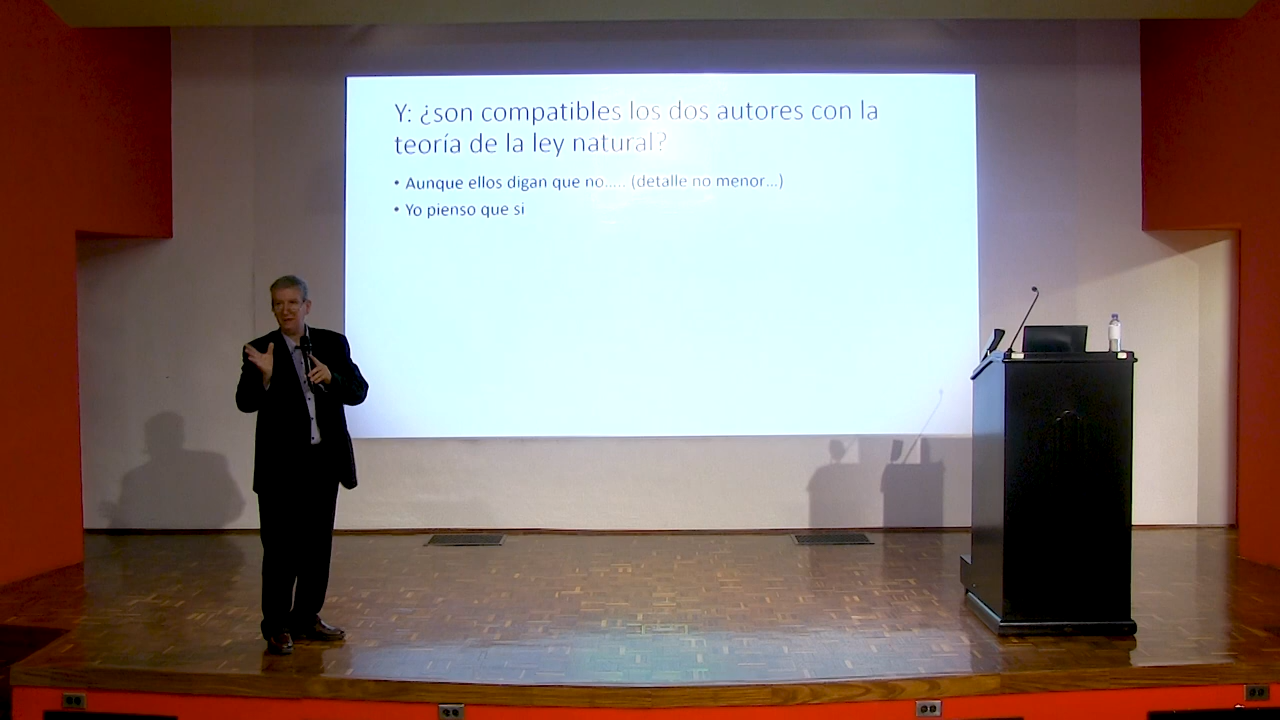 Y: ¿son compatibles los dos autores con la
teoría de la ley natural?
• Aunque ellos digan que no..... (detalle no menor...)
• Yo pienso que si